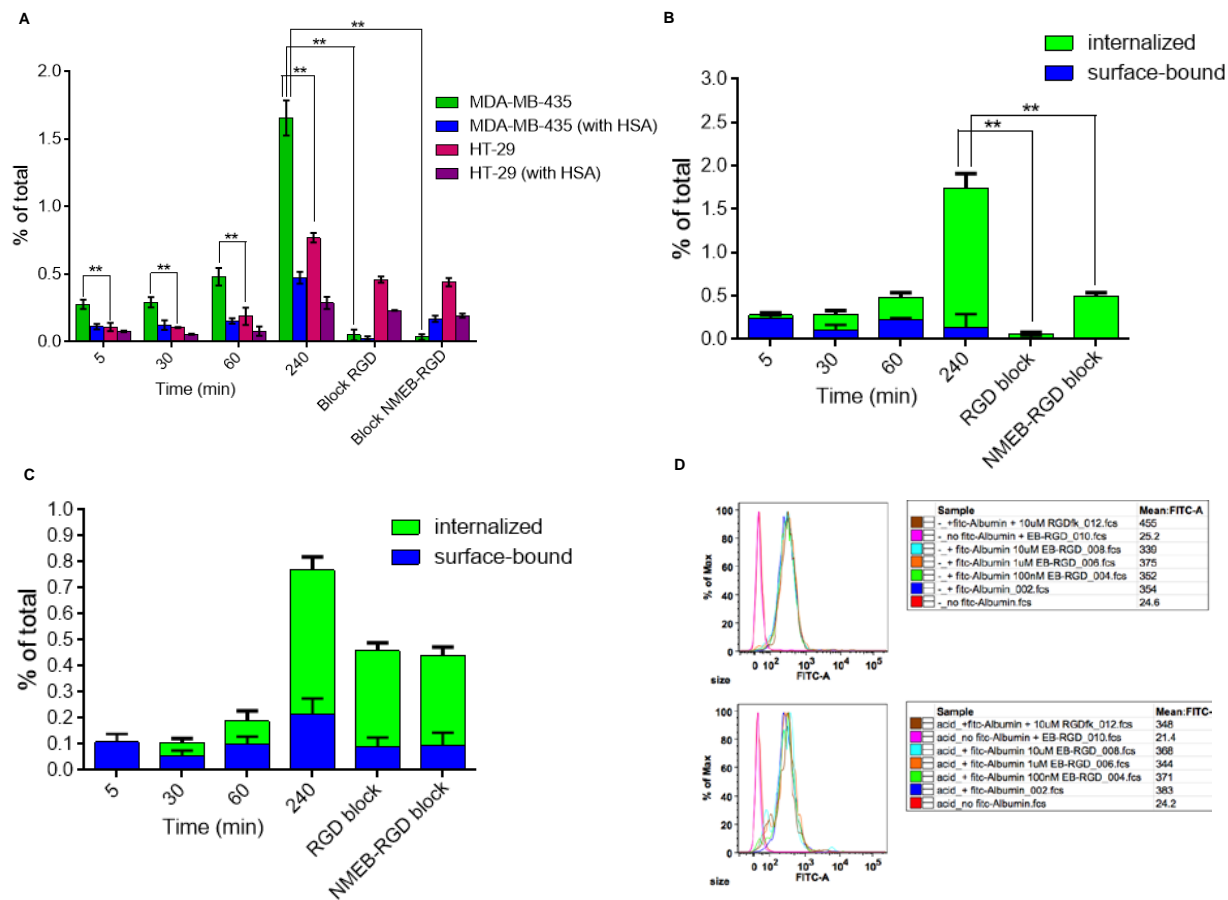 A
**
**
**
2.0
1.5
1.0
0.5
0.0
% of total
MDA-MB-435
MDA-MB-435 (with HSA)
HT-29
HT-29 (with HSA)
**
**
**
5
30
60
240
Block RGD
Block NMEB-RGD
Time (min)
B
internalized
surface-bound
3.0
2.5
2.0
1.5
1.0
0.5
0.0
% of total
**
**
5
30
60
240
RGD block
NMEB-RGD block
Time (min)
C
1.0
0.9
0.8
0.7
0.6
0.5
0.4
0.3
0.2
0.1
0.0
% of total
internalized
surface-bound
5
30
60
240
RGD block
NMEB-RGD block
Time (min)
D
100
80
60
40
20
0
% of Max
0 10² 10³ 10⁴ 10⁵
FITC-A
size
Sample Mean:FITC-A
-_+fitc-Albumin + 10uM RGDfk_012.fcs 455
-_no fitc-Albumin + EB-RGD_010.fcs 25.2
-_+ fitc-Albumin 10uM EB-RGD_008.fcs 339
-_+ fitc-Albumin 1uM EB-RGD_006.fcs 375
-_+ fitc-Albumin 100nM EB-RGD_004.fcs 352
-_+ fitc-Albumin_002.fcs 354
-_no fitc-Albumin.fcs 24.6
100
80
60
40
20
0
% of Max
0 10² 10³ 10⁴ 10⁵
FITC-A
size
Sample Mean:FITC-
acid_+fitc-Albumin + 10uM RGDfk_012.fcs 348
acid_no fitc-Albumin + EB-RGD_010.fcs 21.4
acid_+ fitc-Albumin 10uM EB-RGD_008.fcs 368
acid_+ fitc-Albumin 1uM EB-RGD_006.fcs 344
acid_+ fitc-Albumin 100nM EB-RGD_004.fcs 371
acid_+ fitc-Albumin_002.fcs 383
acid_no fitc-Albumin.fcs 24.2